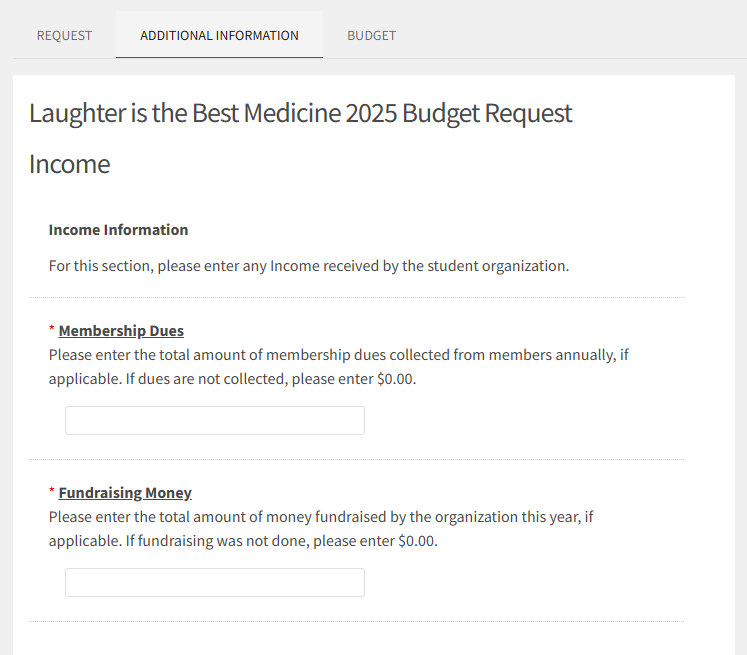 REQUEST
ADDITIONAL INFORMATION
BUDGET
Laughter is the Best Medicine 2025 Budget Request
Income
Income Information
For this section, please enter any Income received by the student organization.
* Membership Dues
Please enter the total amount of membership dues collected from members annually, if
applicable. If dues are not collected, please enter $0.00.
* Fundraising Money
Please enter the total amount of money fundraised by the organization this year, if
applicable. If fundraising was not done, please enter $0.00.